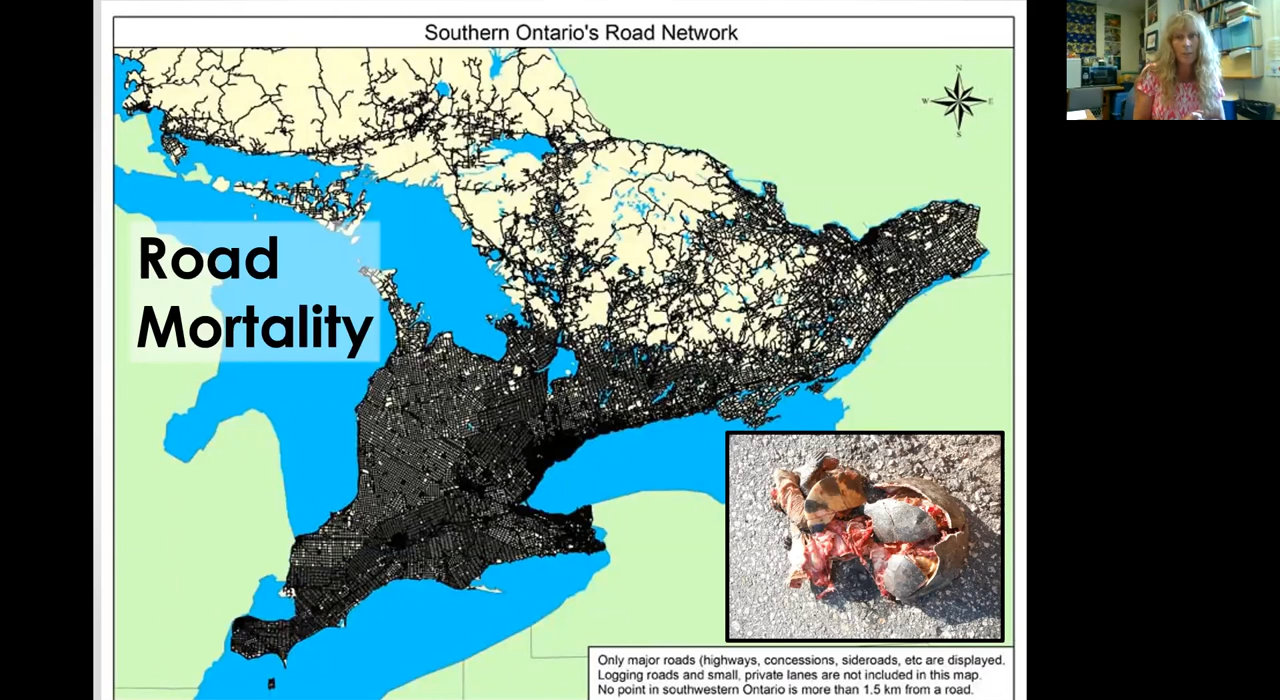 Southern Ontario's Road Network
N
W
E
S
Road
Mortality
Only major roads (highways, concessions, sideroads, etc are displayed.
Logging roads and small, private lanes are not included in this map.
No point in southwestern Ontario is more than 1.5 km from a road.